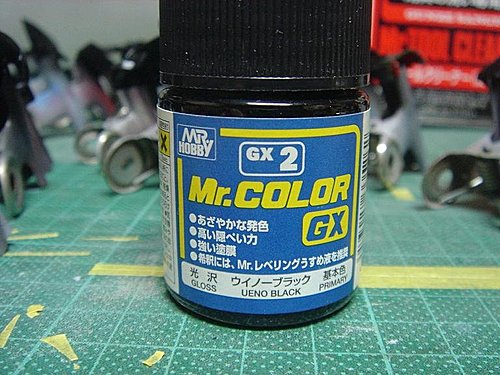 Mr.TOOL CLEA
MR HOBBY
GX 2
Mr.COLOR
GX
●あざやかな発色
●高い隠ぺい力
●強い塗膜
●希釈には、Mr.レベリングうすめ液を推奨
光沢 ウイノーブラック 基本色
GLOSS UENO BLACK PRIMARY